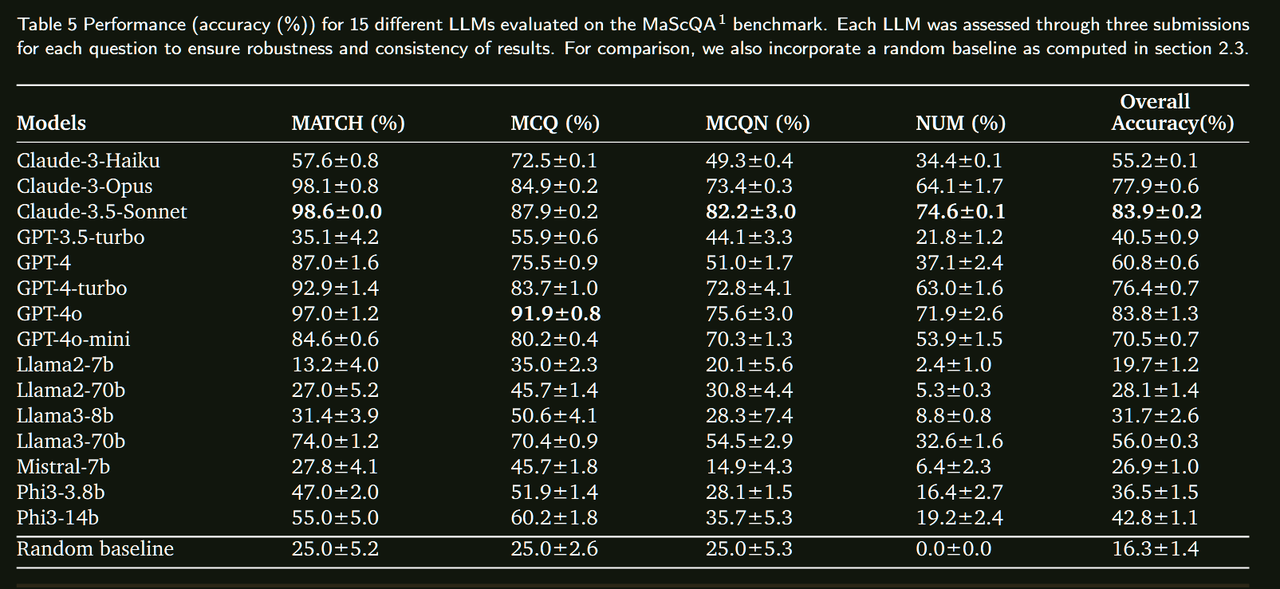 Table 5 Performance (accuracy (%)) for 15 different LLMs evaluated on the MaScQA¹ benchmark. Each LLM was assessed through three submissions
for each question to ensure robustness and consistency of results. For comparison, we also incorporate a random baseline as computed in section 2.3.
Models MATCH (%) MCQ (%) MCQN (%) NUM (%) Overall Accuracy(%)
Claude-3-Haiku 57.6±0.8 72.5±0.1 49.3±0.4 34.4±0.1 55.2±0.1
Claude-3-Opus 98.1±0.8 84.9±0.2 73.4±0.3 64.1±1.7 77.9±0.6
Claude-3.5-Sonnet 98.6±0.0 87.9±0.2 82.2±3.0 74.6±0.1 83.9±0.2
GPT-3.5-turbo 35.1±4.2 55.9±0.6 44.1±3.3 21.8±1.2 40.5±0.9
GPT-4 87.0±1.6 75.5±0.9 51.0±1.7 37.1±2.4 60.8±0.6
GPT-4-turbo 92.9±1.4 83.7±1.0 72.8±4.1 63.0±1.6 76.4±0.7
GPT-4o 97.0±1.2 91.9±0.8 75.6±3.0 71.9±2.6 83.8±1.3
GPT-4o-mini 84.6±0.6 80.2±0.4 70.3±1.3 53.9±1.5 70.5±0.7
Llama2-7b 13.2±4.0 35.0±2.3 20.1±5.6 2.4±1.0 19.7±1.2
Llama2-70b 27.0±5.2 45.7±1.4 30.8±4.4 5.3±0.3 28.1±1.4
Llama3-8b 31.4±3.9 50.6±4.1 28.3±7.4 8.8±0.8 31.7±2.6
Llama3-70b 74.0±1.2 70.4±0.9 54.5±2.9 32.6±1.6 56.0±0.3
Mistral-7b 27.8±4.1 45.7±1.8 14.9±4.3 6.4±2.3 26.9±1.0
Phi3-3.8b 47.0±2.0 51.9±1.4 28.1±1.5 16.4±2.7 36.5±1.5
Phi3-14b 55.0±5.0 60.2±1.8 35.7±5.3 19.2±2.4 42.8±1.1
Random baseline 25.0±5.2 25.0±2.6 25.0±5.3 0.0±0.0 16.3±1.4